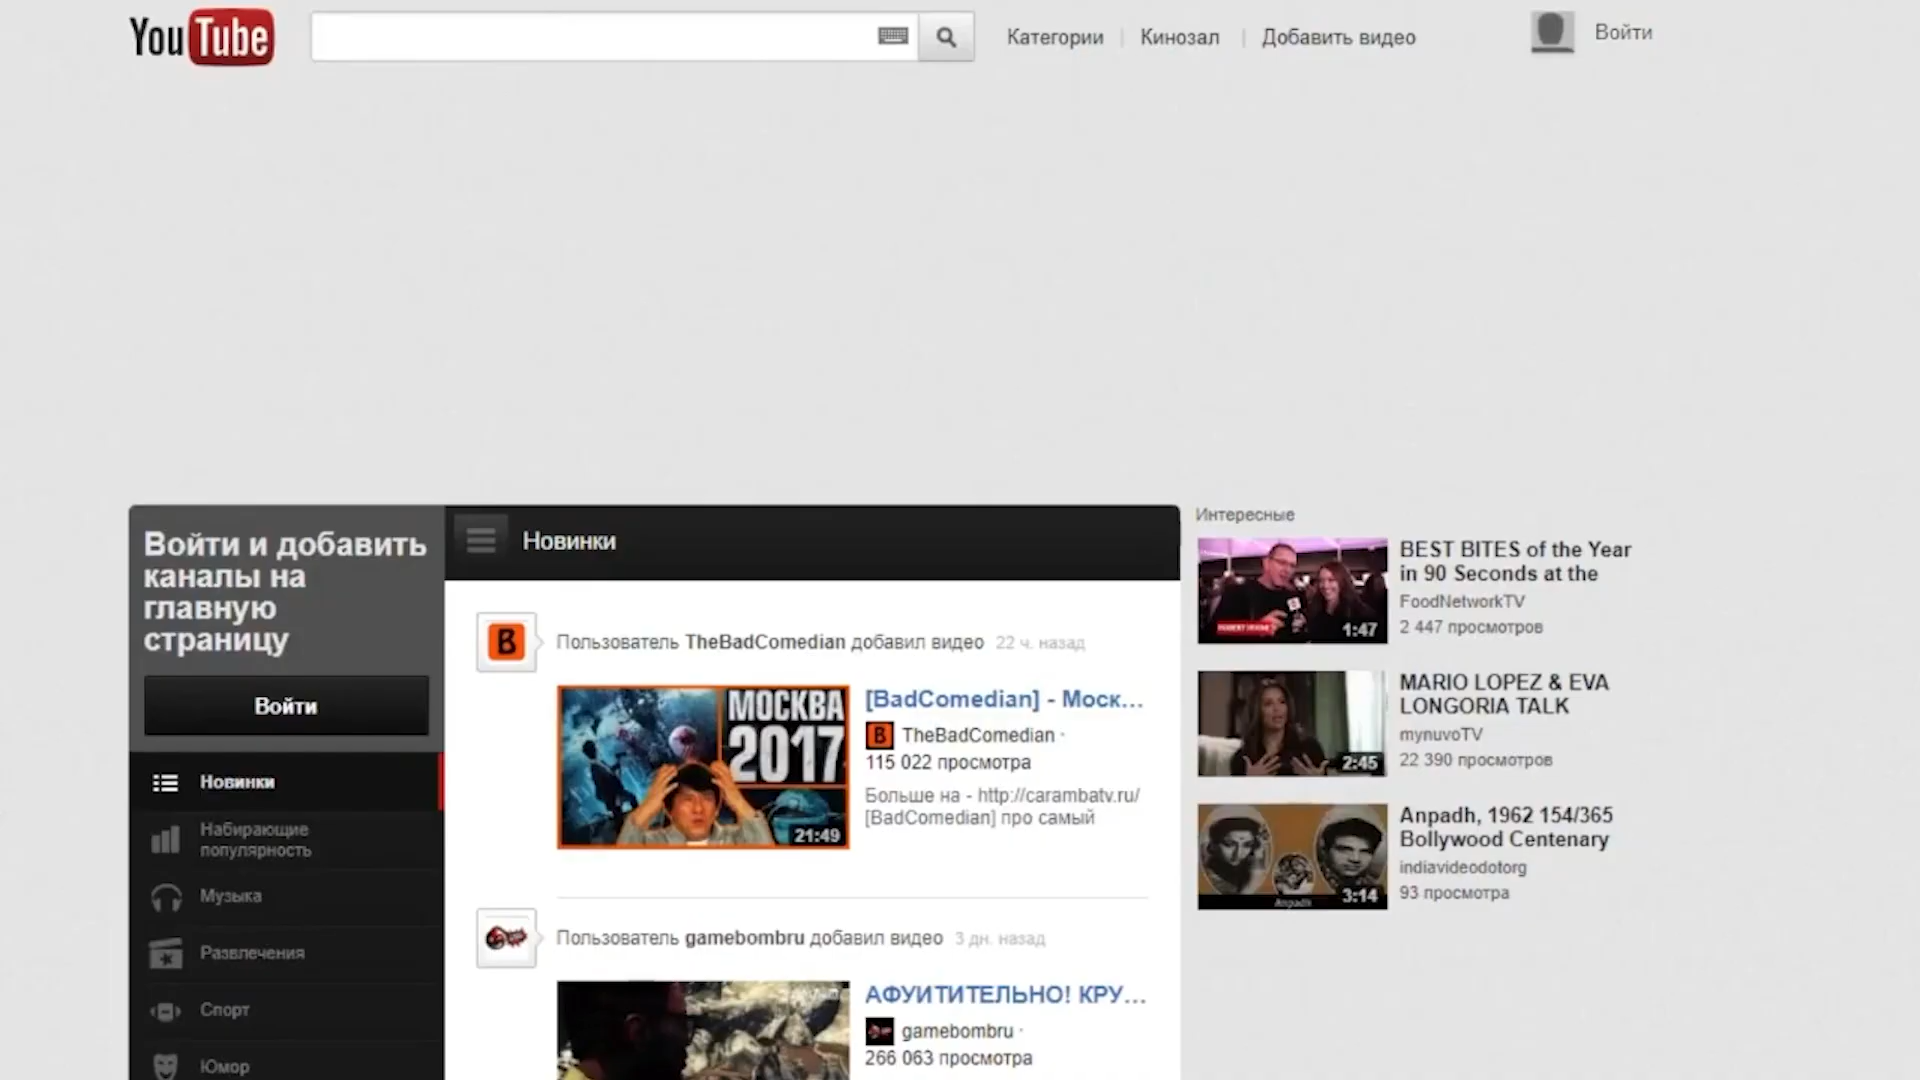 YouTube
Категории
Кинозал
Добавить видео
Войти
Войти и добавить
каналы на
главную
страницу
Войти
Новинки
Набирающие
популярность
Музыка
Развлечения
Спорт
Юмор
Новинки
B
Пользователь TheBadComedian добавил видео 22 ч. назад
МОСКВА
2017
21:49
[BadComedian] - Моск...
B
TheBadComedian ·
115 022 просмотра
Больше на - http://carambatv.ru/
[BadComedian] про самый
Пользователь gamebombru добавил видео 3 дн. назад
АФУИТИТЕЛЬНО! КРУ...
gamebombru ·
266 063 просмотра
Интересные
1:47
BEST BITES of the Year
in 90 Seconds at the
FoodNetworkTV
2 447 просмотров
2:45
MARIO LOPEZ & EVA
LONGORIA TALK
mynuvoTV
22 390 просмотров
Anpadh
3:14
Anpadh, 1962 154/365
Bollywood Centenary
indiavideodotorg
93 просмотра